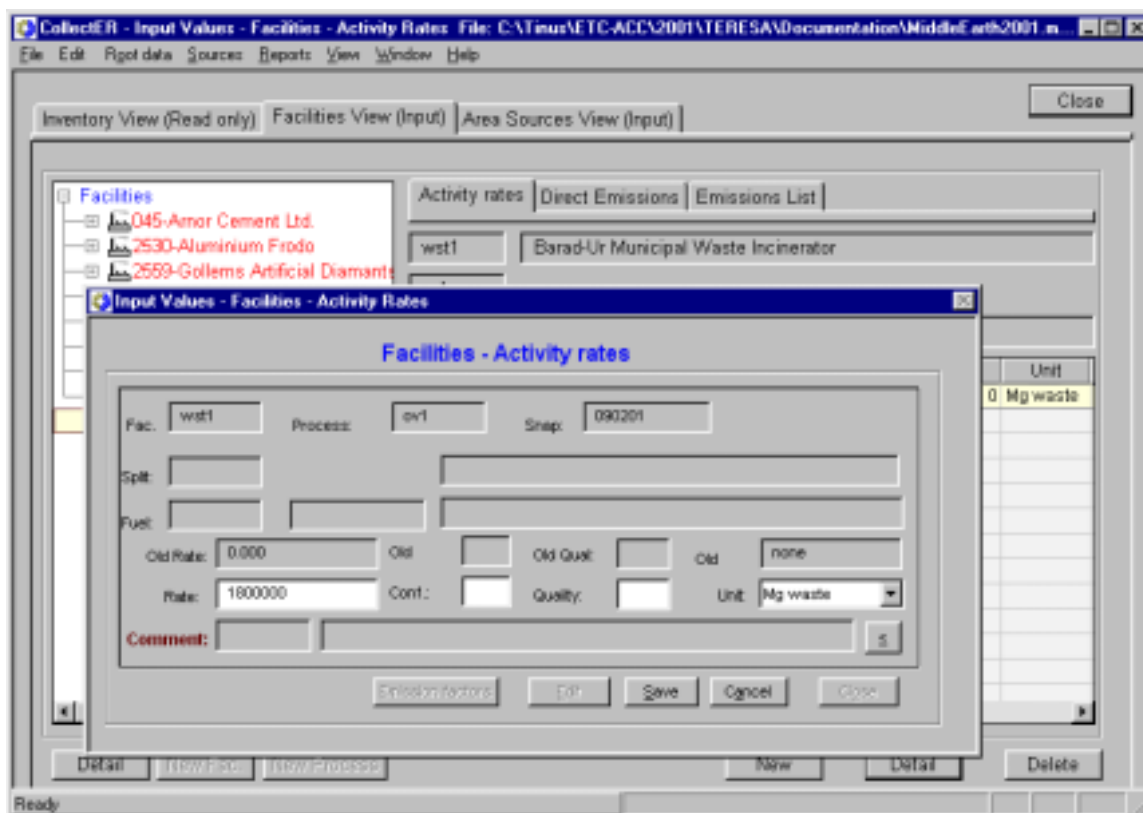 CollectER - Input Values - Facilities - Activity Rates File: C:\Tinus\ETC-ACC\2001\TERESA\Documentation\MiddleEarth2001.m...
File Edit Root data Sources Reports View Window Help
Close
Inventory View (Read only) Facilities View (Input) Area Sources View (Input)
Facilities
045-Amor Cement Ltd.
2530-Aluminium Frodo
2559-Gollems Artificial Diamants
Activity rates Direct Emissions Emissions List
wst1 Barad-Ur Municipal Waste Incinerator
Unit
0 Mg waste
Input Values - Facilities - Activity Rates
Facilities - Activity rates
Fac. wst1 Process: ov1 Snap: 090201
Split:
Fuel:
Old Rate: 0.000 Old Old Qual: Old none
Rate: 1800000 Conf.: Quality: Unit: Mg waste
Comment: s
Emission factors Edit Save Cancel Close
Detail New Fac. New Process New Detail Delete
Ready